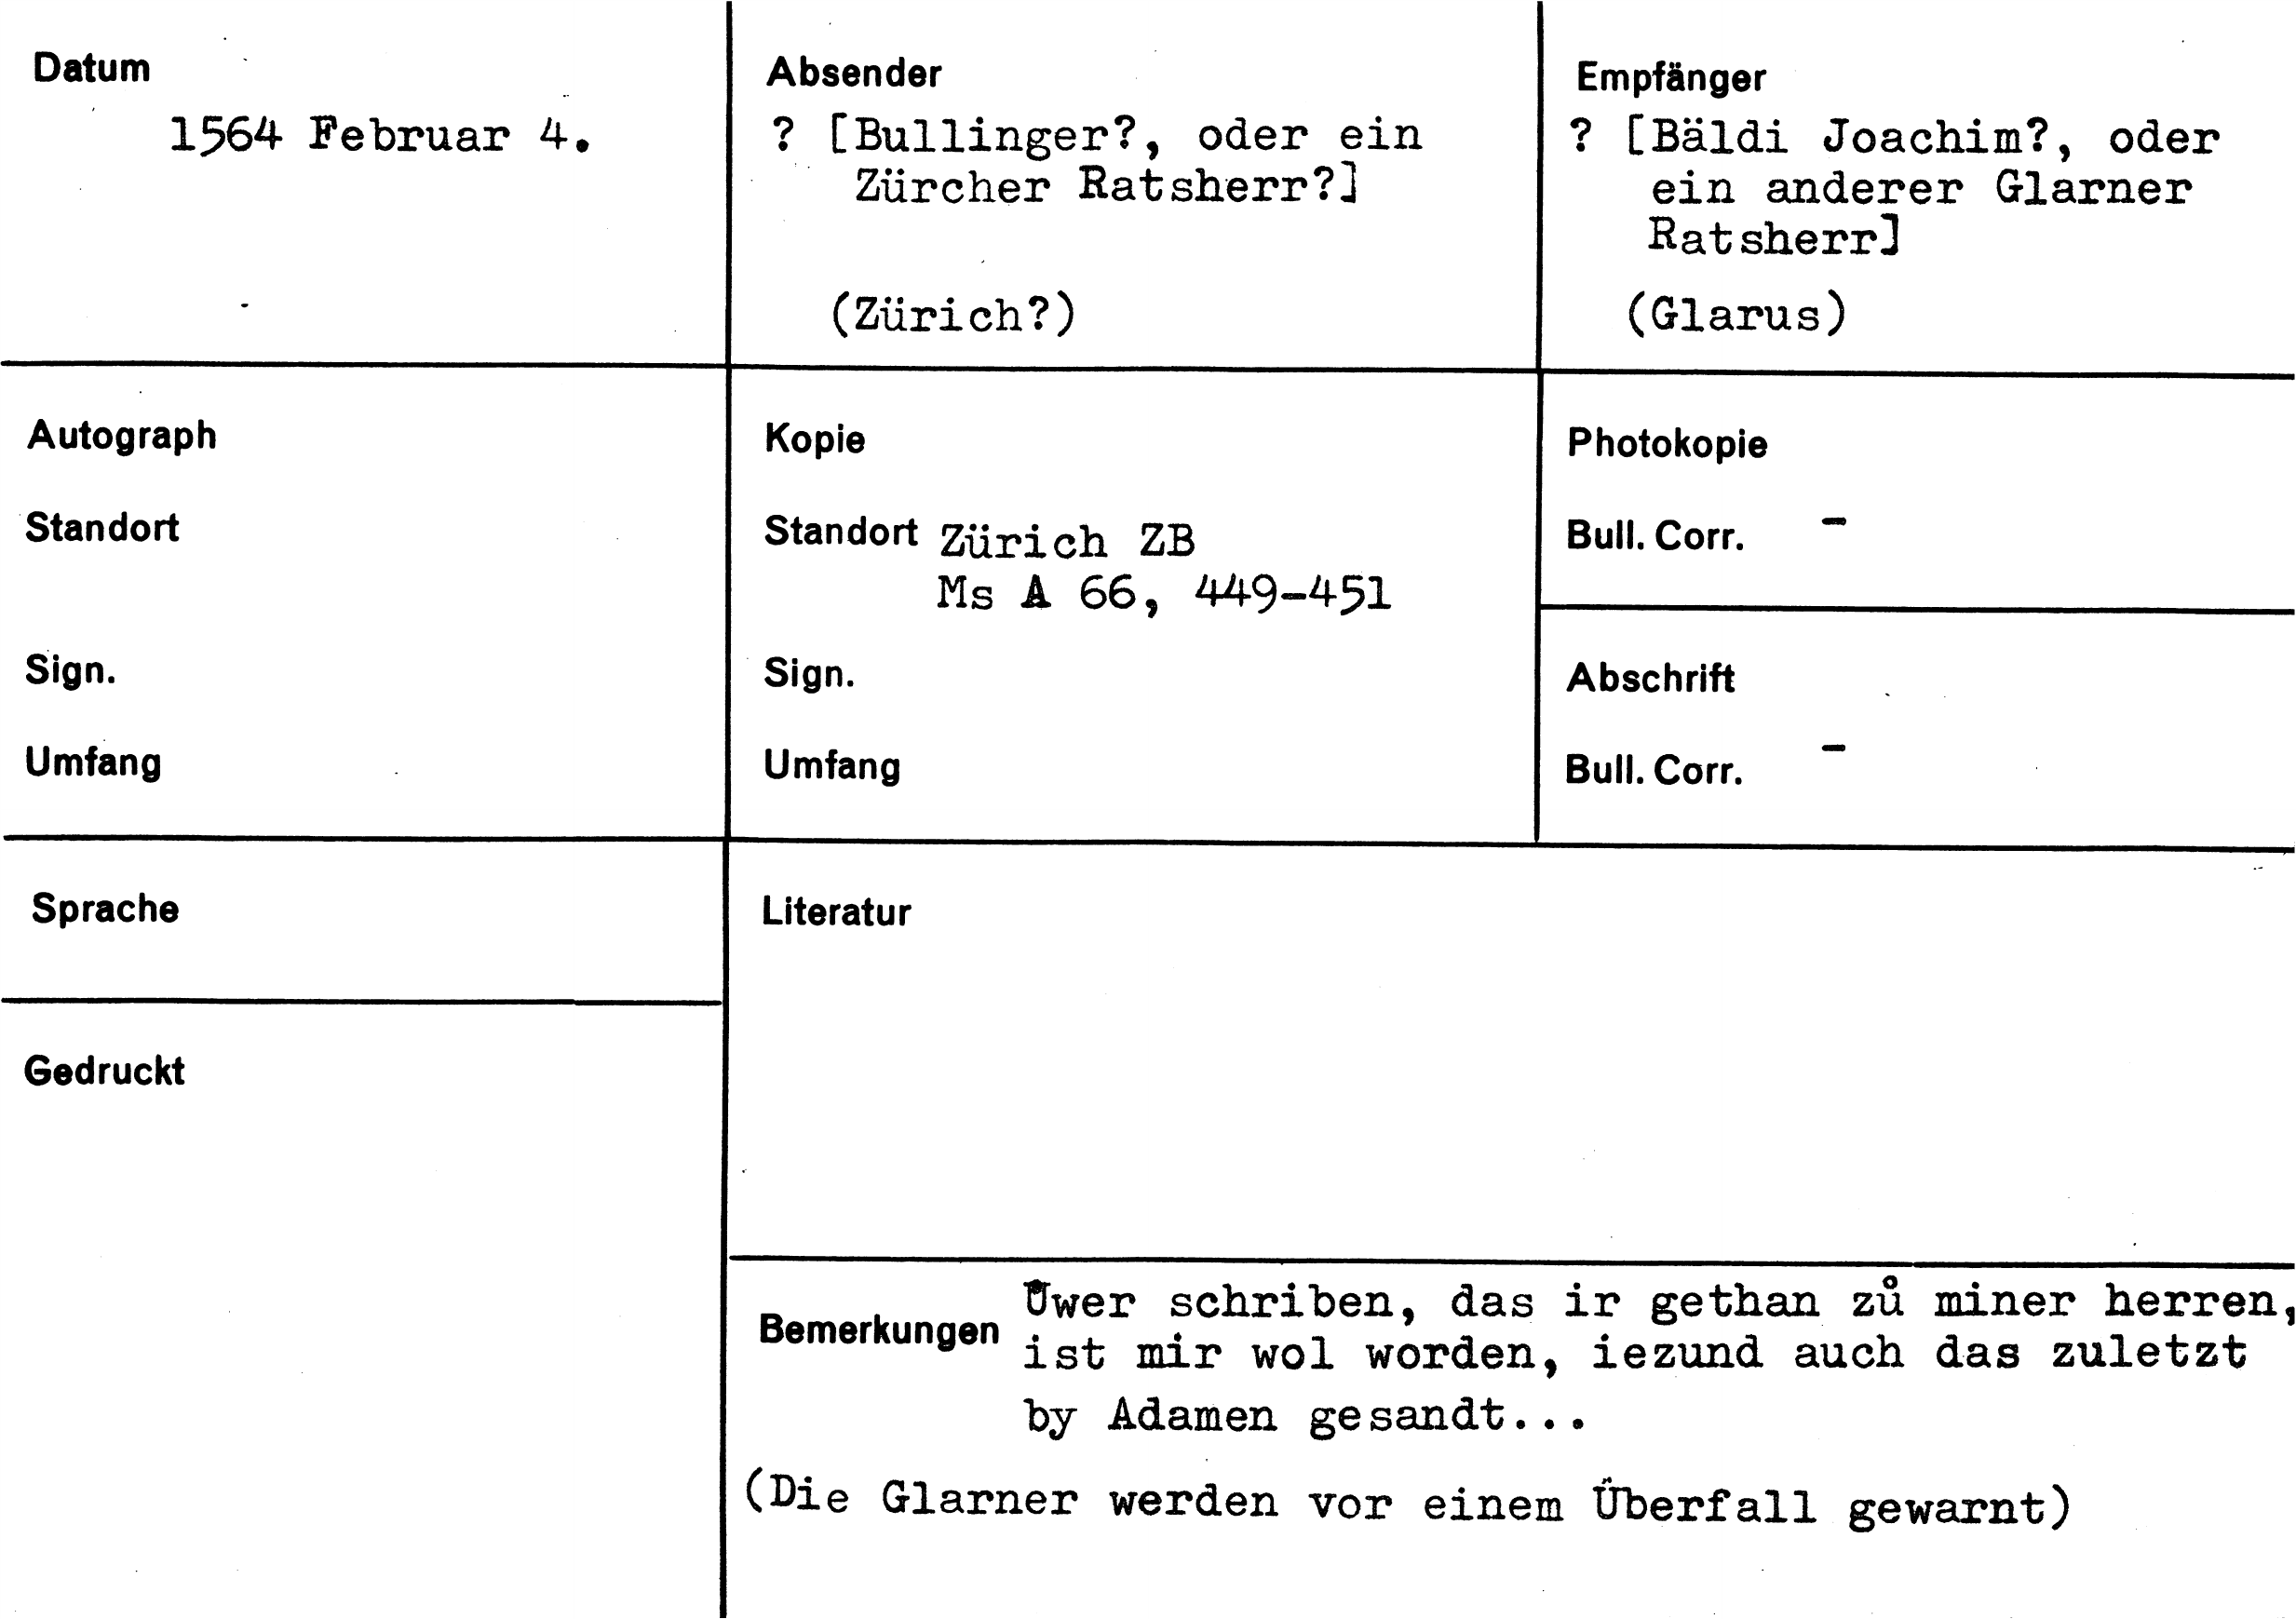 Datum
1564 Februar 4.
Absender
? [Bullinger?, oder ein
Zürcher Ratsherr?]
(Zürich?)
Empfänger
? [Bäldi Joachim?, oder
ein anderer Glarner
Ratsherr]
(Glarus)
Autograph
Standort
Sign.
Umfang
Kopie
Standort Zürich ZB
Ms A 66, 449-451
Sign.
Umfang
Photokopie
Bull. Corr. -
Abschrift
Bull. Corr. -
Sprache
Gedruckt
Literatur
Bemerkungen
Üwer schriben, das ir gethan zů miner herren,
ist mir wol worden, iezund auch das zuletzt
by Adamen gesandt...
(Die Glarner werden vor einem Überfall gewarnt)